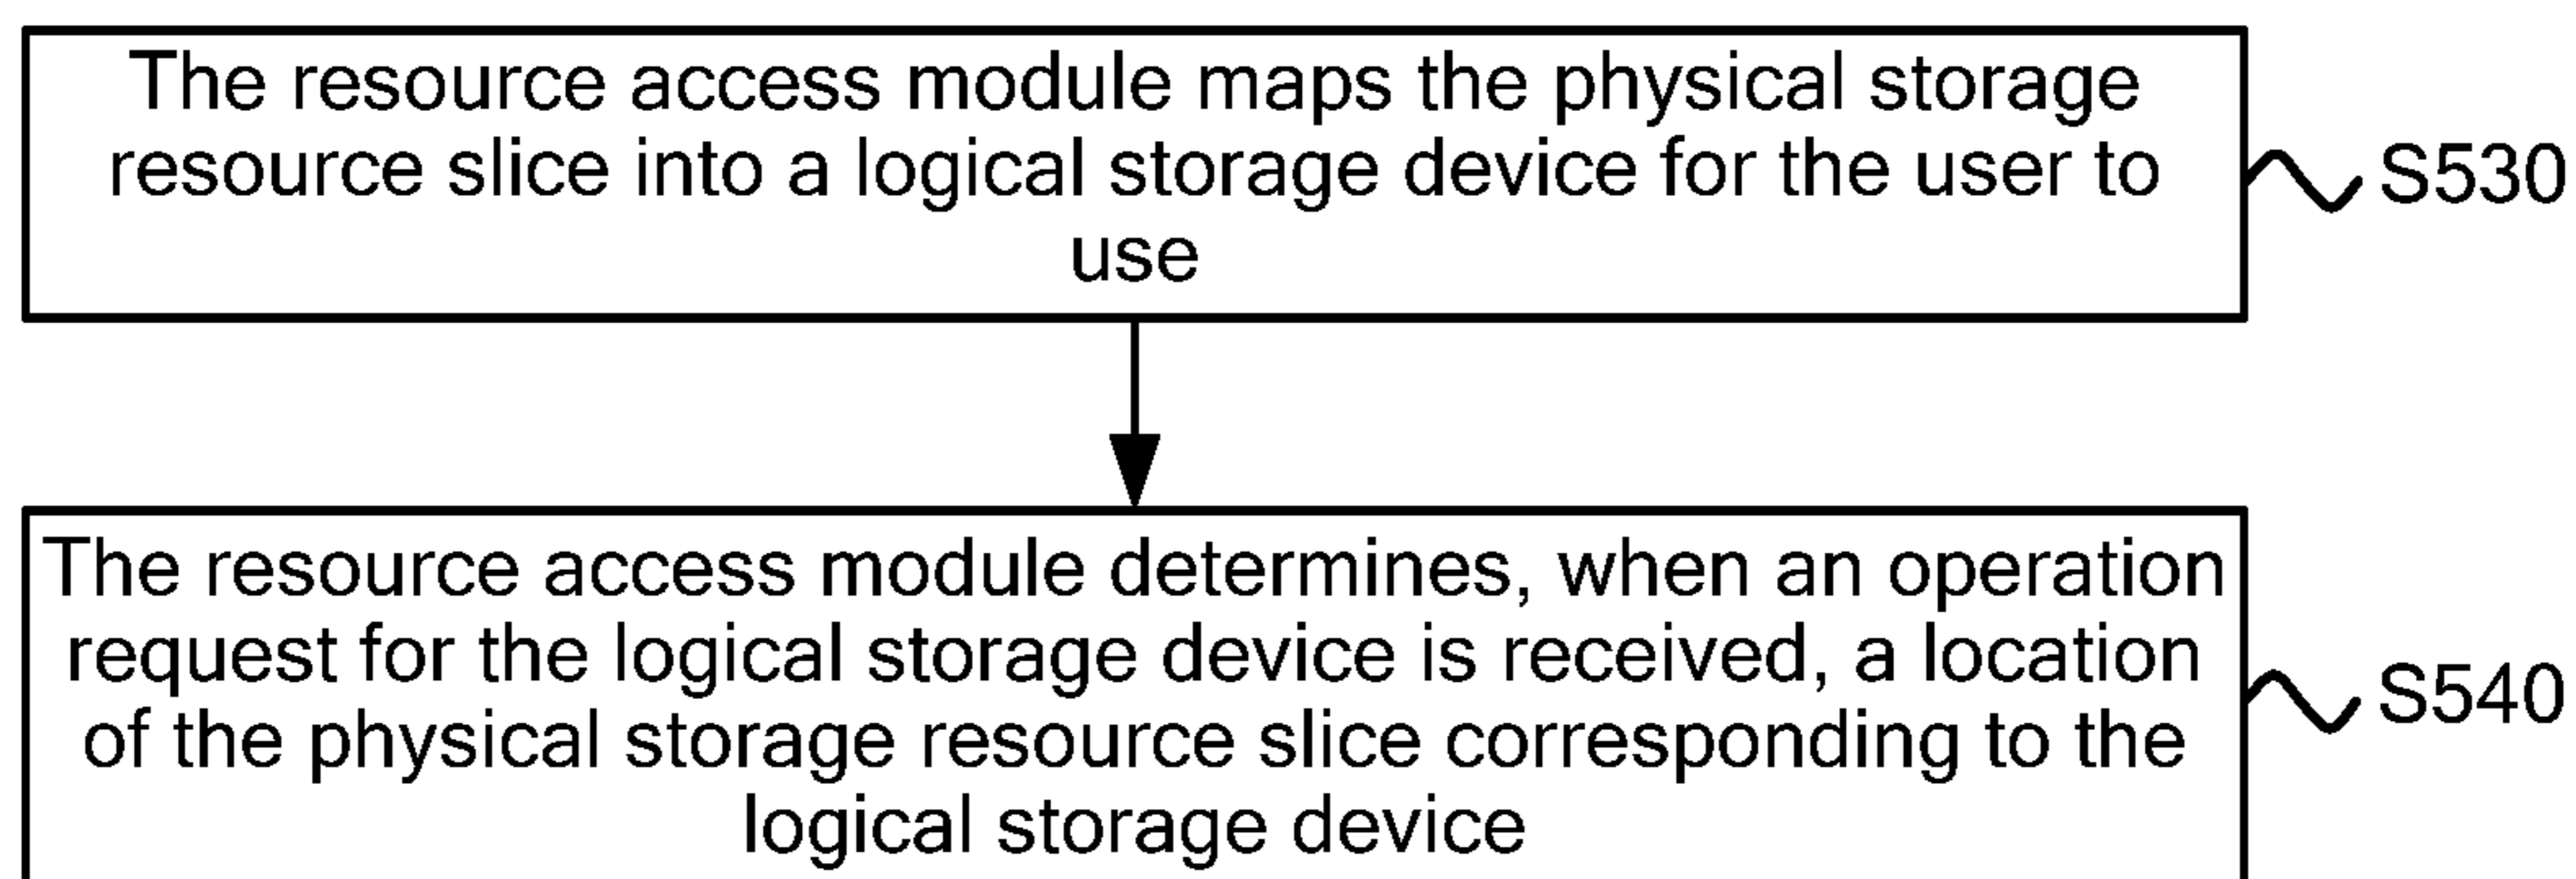 The resource access module maps the physical storage
resource slice into a logical storage device for the user to
use
S530
The resource access module determines, when an operation
request for the logical storage device is received, a location
of the physical storage resource slice corresponding to the
logical storage device
S540